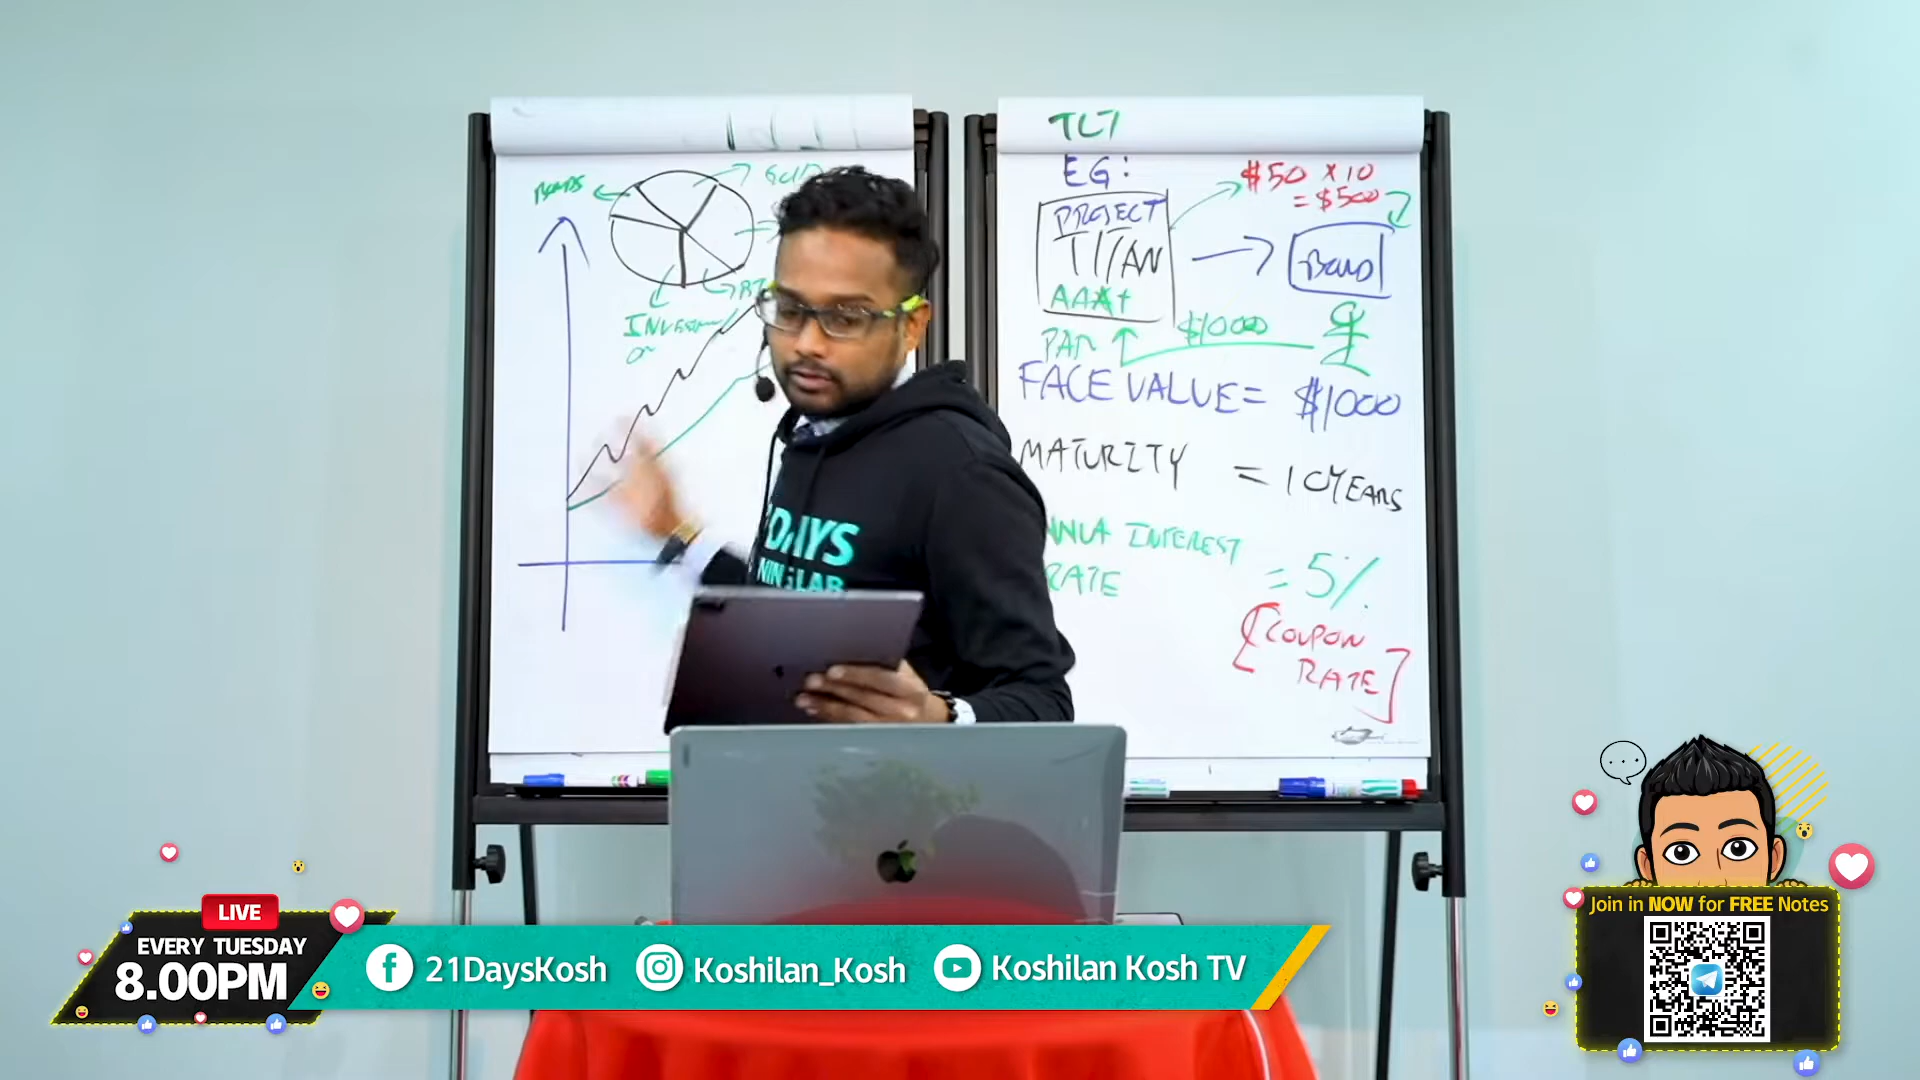 BONDS
TLT
EG:
PROJECT
TITAN
AAA+
$50 X 10
= $500
BOND
PAR
$1000
FACE VALUE = $1000
MATURITY = 10 YEARS
INTEREST
RATE
= 5%
[COUPON
RATE]
DAYS
LAB
LIVE
EVERY TUESDAY
8.00PM
21DaysKosh
Koshilan_Kosh
Koshilan Kosh TV
Join in NOW for FREE Notes